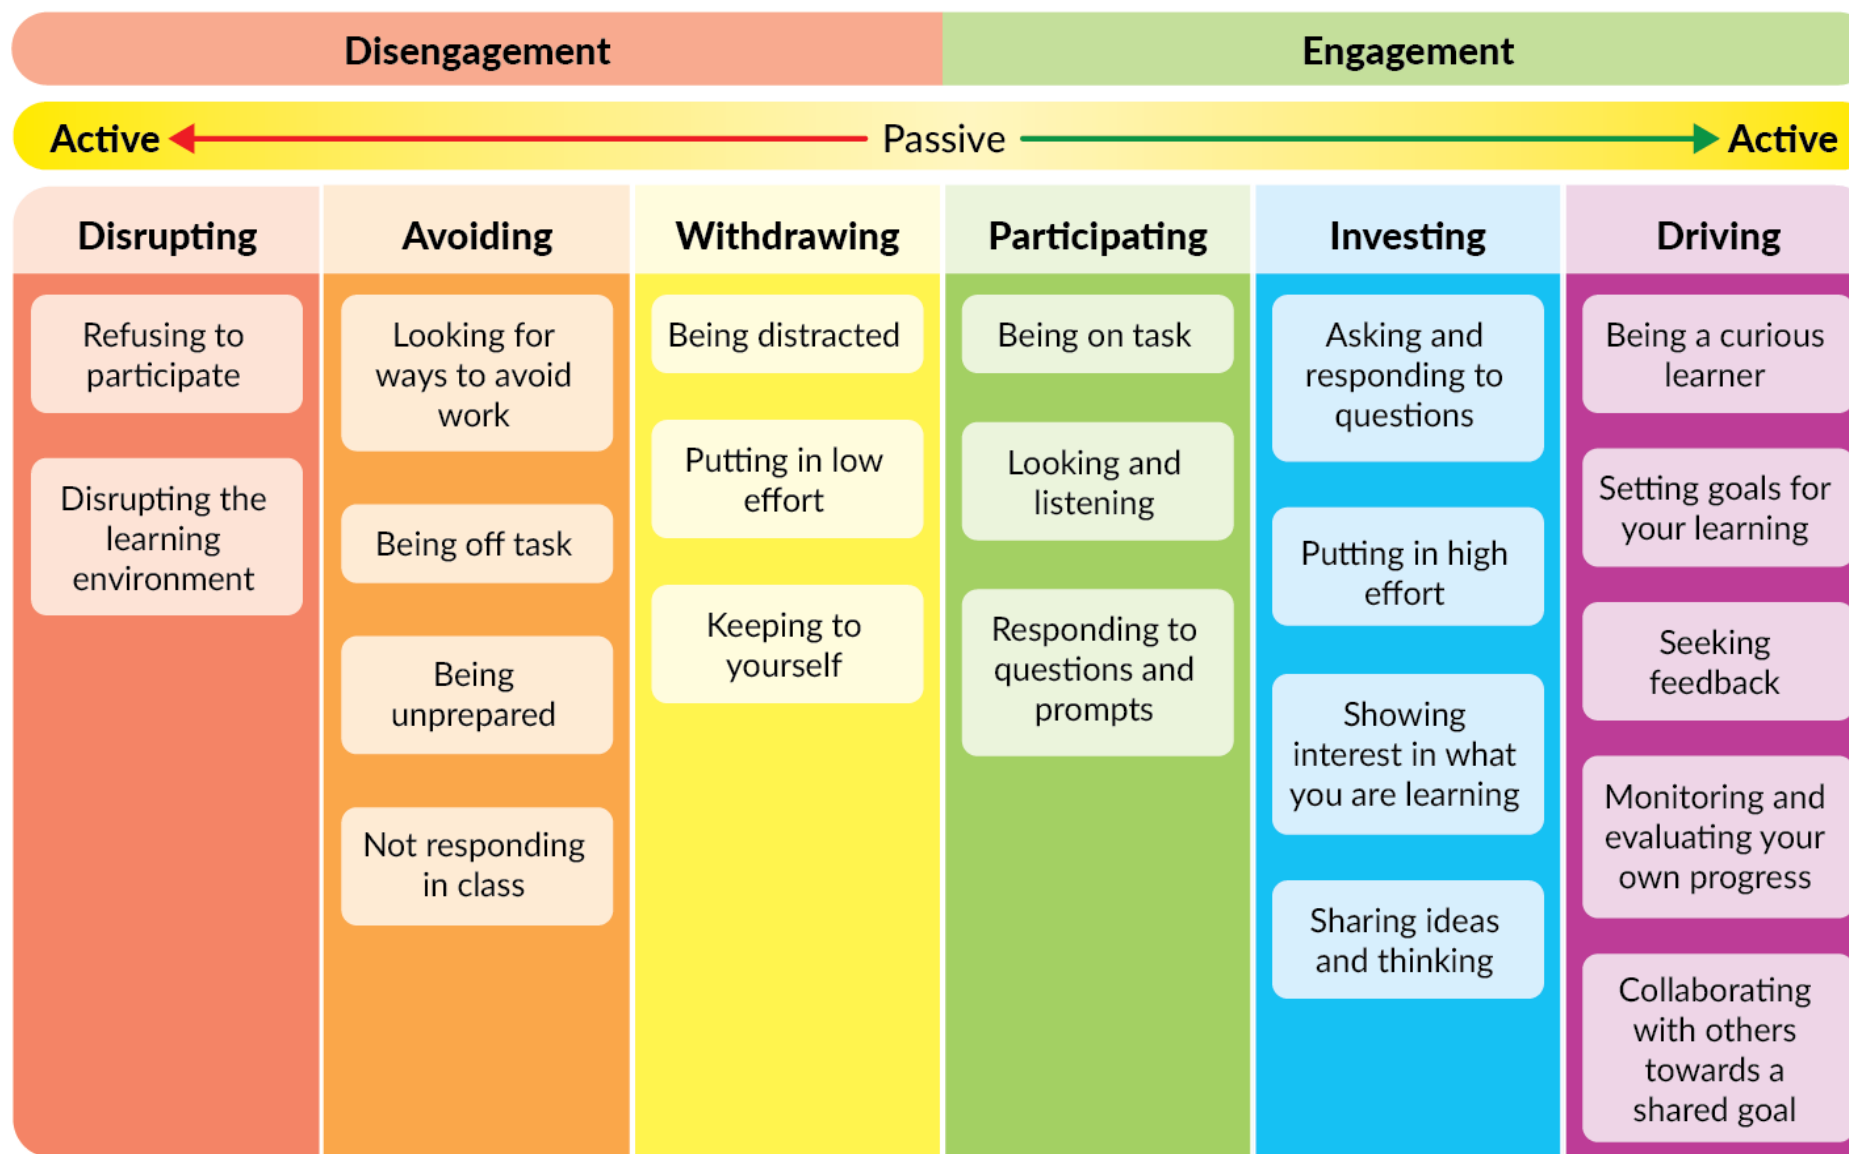 Disengagement
Engagement
Active
Passive
Active
Disrupting
Refusing to
participate
Disrupting the
learning
environment
Avoiding
Looking for
ways to avoid
work
Being off task
Being
unprepared
Not responding
in class
Withdrawing
Being distracted
Putting in low
effort
Keeping to
yourself
Participating
Being on task
Looking and
listening
Responding to
questions and
prompts
Investing
Asking and
responding to
questions
Putting in high
effort
Showing
interest in what
you are learning
Sharing ideas
and thinking
Driving
Being a curious
learner
Setting goals for
your learning
Seeking
feedback
Monitoring and
evaluating your
own progress
Collaborating
with others
towards a
shared goal